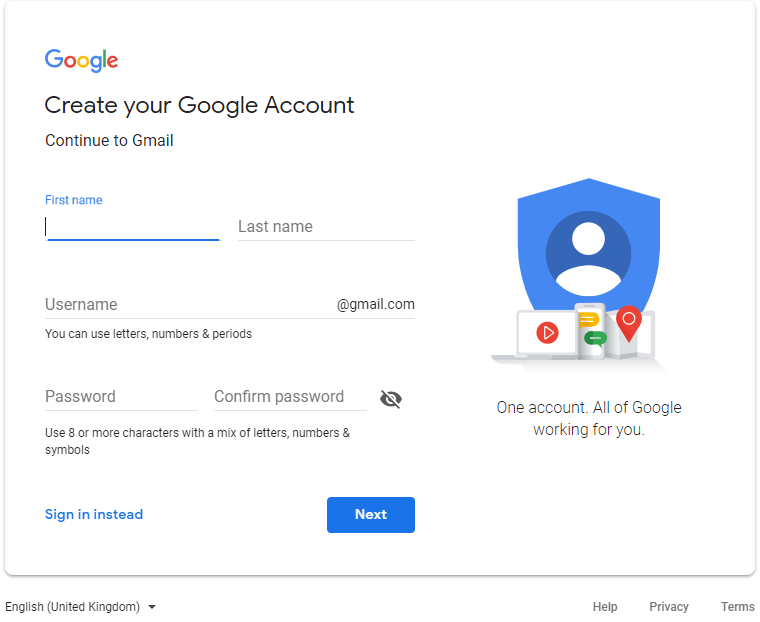 Google
Create your Google Account
Continue to Gmail
First name
Last name
Username @gmail.com
You can use letters, numbers & periods
Password Confirm password
Use 8 or more characters with a mix of letters, numbers &
symbols
Sign in instead Next
One account. All of Google
working for you.
English (United Kingdom) Help Privacy Terms